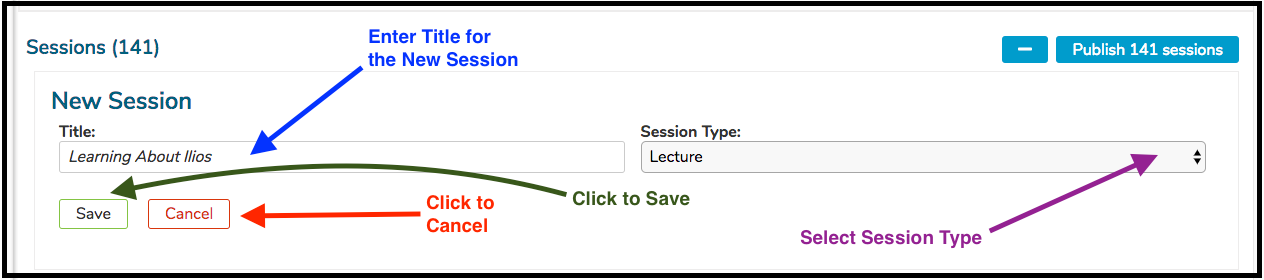 Sessions (141)
Enter Title for
the New Session
–
Publish 141 sessions
New Session
Title:
Session Type:
Learning About Ilios
Lecture
Click to Save
Save
Cancel
Click to
Cancel
Select Session Type